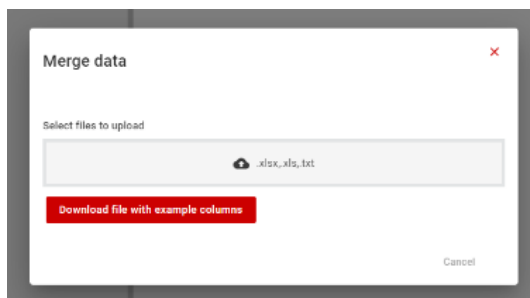 Merge data
Select files to upload
.xlsx,.xls,.txt
Download file with example columns
Cancel